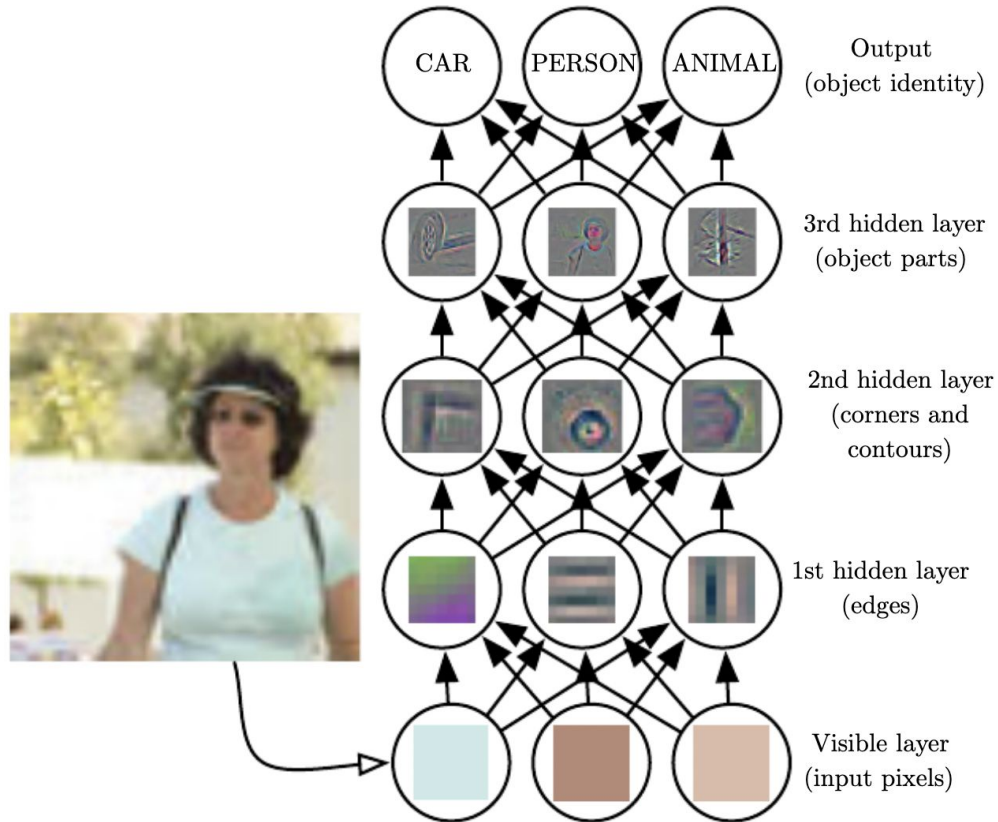 CAR
PERSON
ANIMAL
Output
(object identity)
3rd hidden layer
(object parts)
2nd hidden layer
(corners and
contours)
1st hidden layer
(edges)
Visible layer
(input pixels)